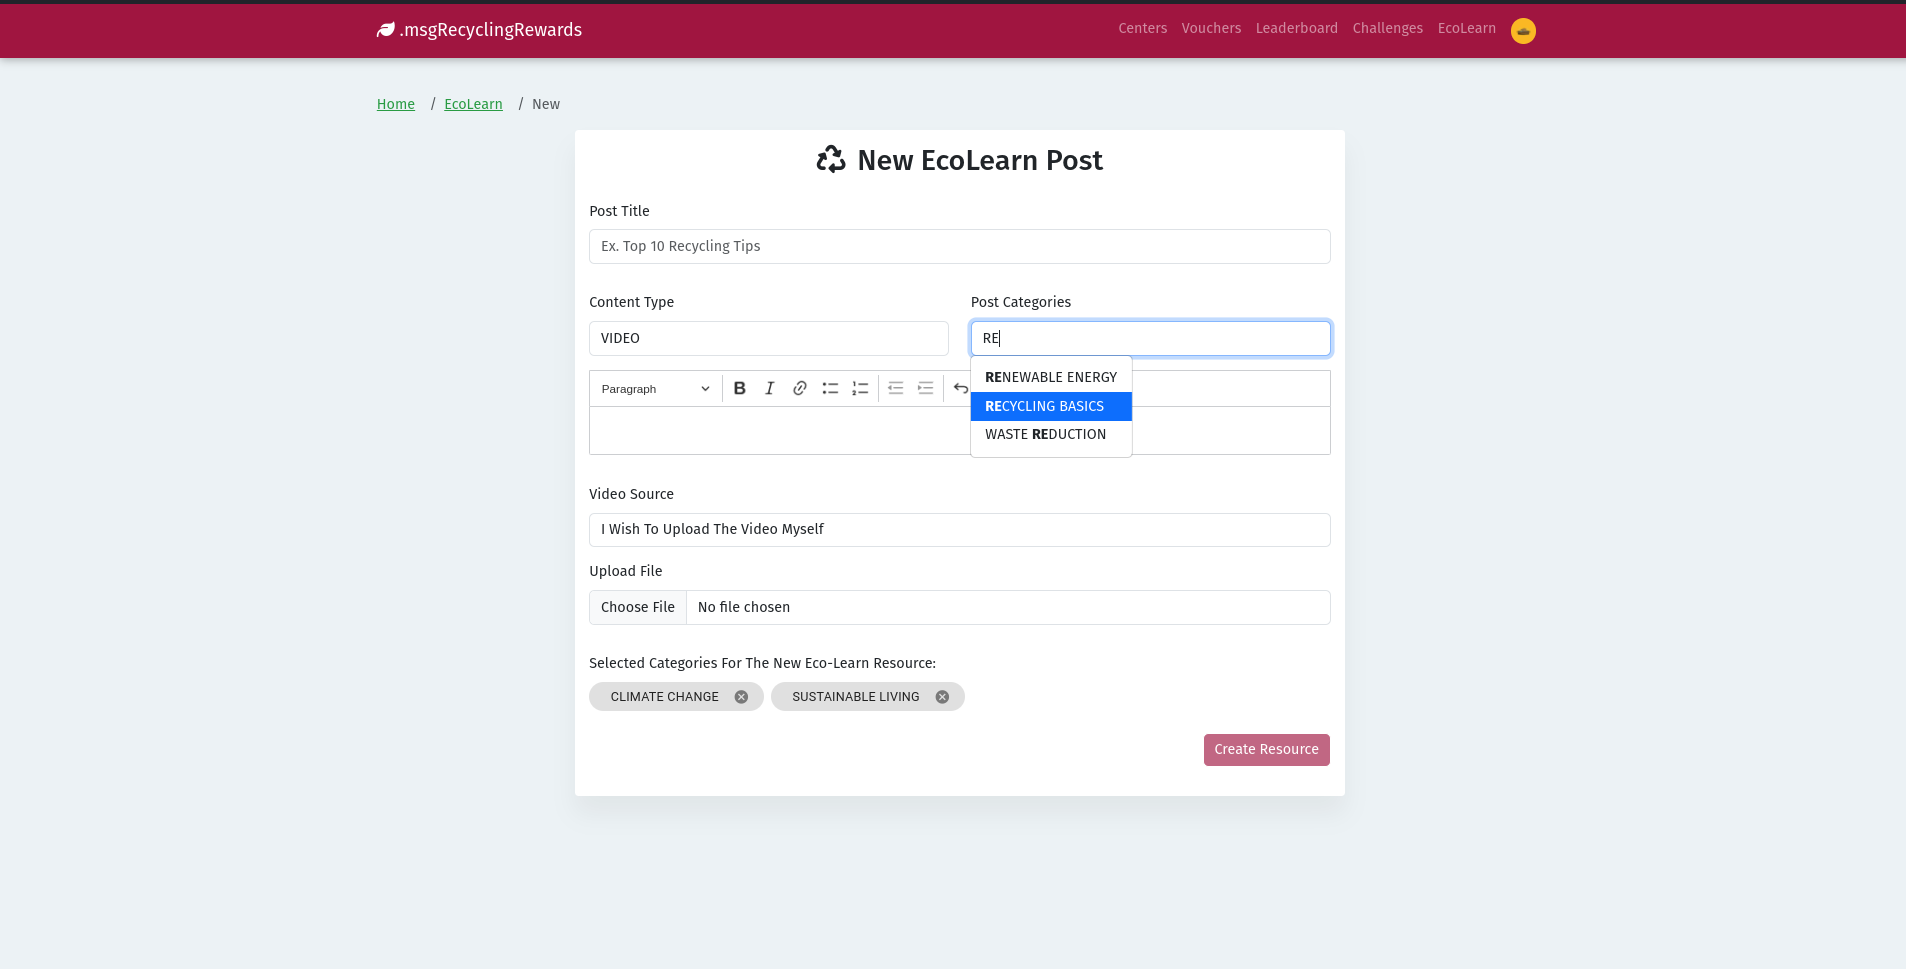 .msgRecyclingRewards
Centers Vouchers Leaderboard Challenges EcoLearn
Home / EcoLearn / New
New EcoLearn Post
Post Title
Ex. Top 10 Recycling Tips
Content Type
Post Categories
VIDEO
RE
RENEWABLE ENERGY
RECYCLING BASICS
WASTE REDUCTION
Paragraph
Video Source
I Wish To Upload The Video Myself
Upload File
Choose File No file chosen
Selected Categories For The New Eco-Learn Resource:
CLIMATE CHANGE SUSTAINABLE LIVING
Create Resource